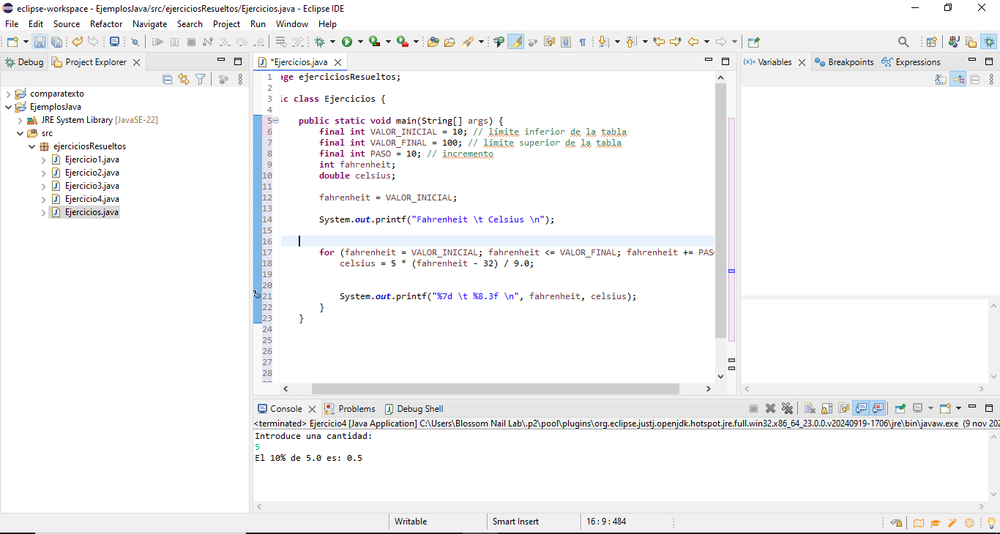 eclipse-workspace - EjemplosJava/src/ejerciciosResueltos/Ejercicios.java - Eclipse IDE
File Edit Source Refactor Navigate Search Project Run Window Help
Debug Project Explorer
comparatexto
EjemplosJava
JRE System Library [JavaSE-22]
src
ejerciciosResueltos
Ejercicio1.java
Ejercicio2.java
Ejercicio3.java
Ejercicio4.java
Ejercicios.java
*Ejercicios.java
1 age ejerciciosResueltos;
2
3 ic class Ejercicios {
4
5 public static void main(String[] args) {
6 final int VALOR_INICIAL = 10; // límite inferior de la tabla
7 final int VALOR_FINAL = 100; // límite superior de la tabla
8 final int PASO = 10; // incremento
9 int fahrenheit;
10 double celsius;
11
12 fahrenheit = VALOR_INICIAL;
13
14 System.out.printf("Fahrenheit \t Celsius \n");
15
16
17 for (fahrenheit = VALOR_INICIAL; fahrenheit <= VALOR_FINAL; fahrenheit += PASO
18 celsius = 5 * (fahrenheit - 32) / 9.0;
19
20
21 System.out.printf("%7d \t %8.3f \n", fahrenheit, celsius);
22 }
23 }
24
25
26
27
28
(x)= Variables Breakpoints Expressions
Console Problems Debug Shell
<terminated> Ejercicio4 [Java Application] C:\Users\Blossom Nail Lab\.p2\pool\plugins\org.eclipse.justj.openjdk.hotspot.jre.full.win32.x86_64_23.0.0.v20240919-1706\jre\bin\javaw.exe (9 nov 202
Introduce una cantidad:
5
El 10% de 5.0 es: 0.5
Writable Smart Insert 16 : 9 : 484